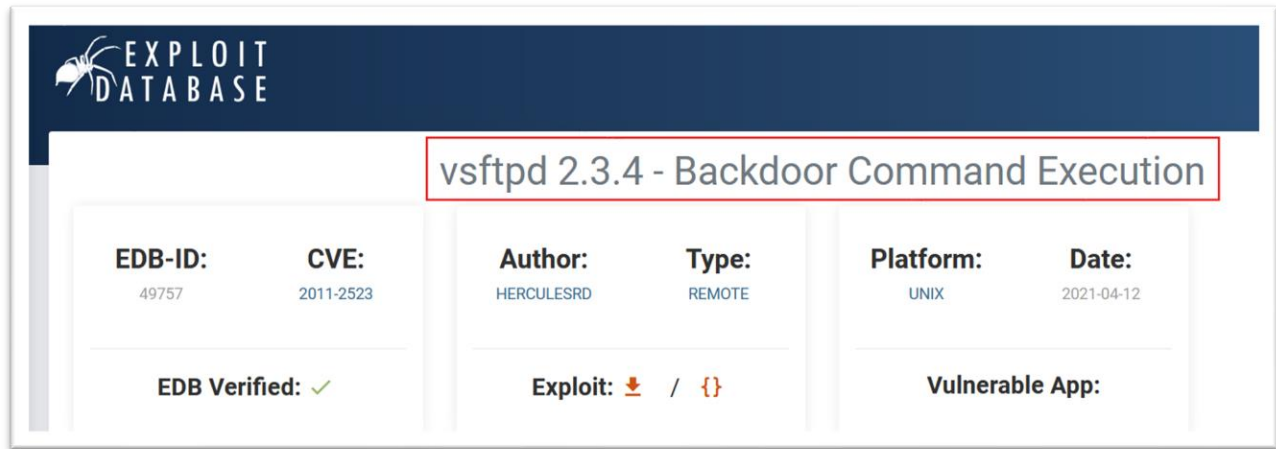 EXPLOIT
DATABASE
vsftpd 2.3.4 - Backdoor Command Execution
EDB-ID: CVE: Author: Type: Platform: Date:
49757 2011-2523 HERCULESRD REMOTE UNIX 2021-04-12
EDB Verified: ✓ Exploit: / {} Vulnerable App: